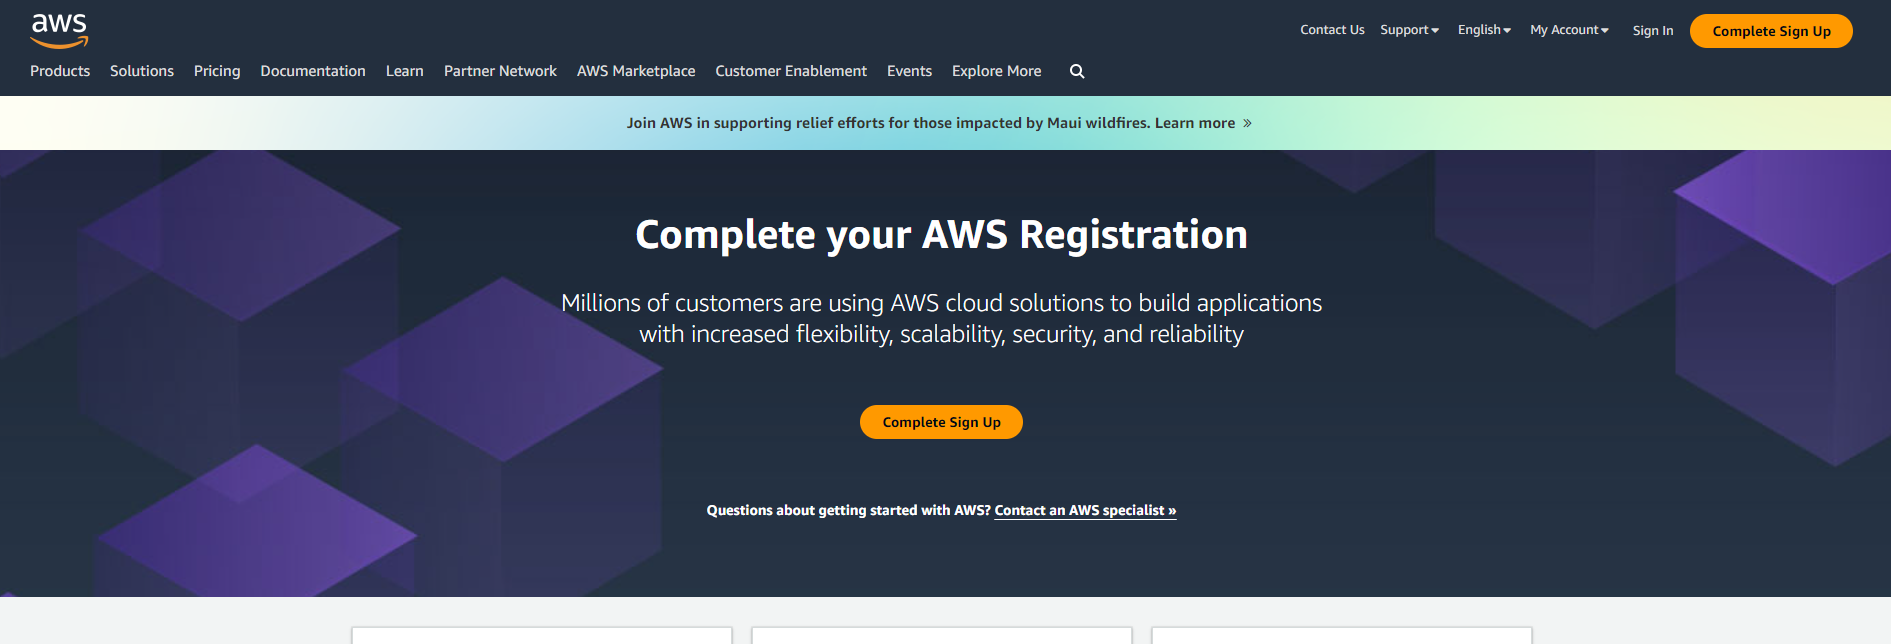 aws
Contact Us Support English My Account Sign In Complete Sign Up
Products Solutions Pricing Documentation Learn Partner Network AWS Marketplace Customer Enablement Events Explore More
Join AWS in supporting relief efforts for those impacted by Maui wildfires. Learn more »
Complete your AWS Registration
Millions of customers are using AWS cloud solutions to build applications
with increased flexibility, scalability, security, and reliability
Complete Sign Up
Questions about getting started with AWS? Contact an AWS specialist »